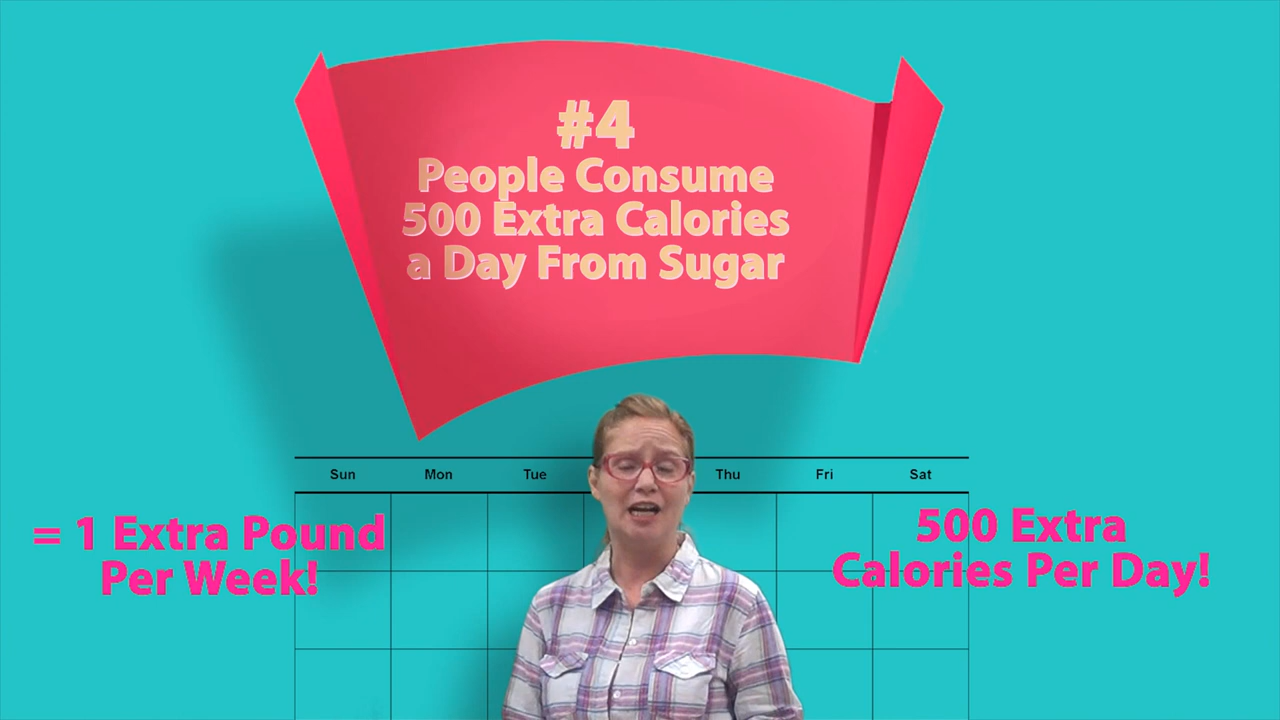 #4
People Consume
500 Extra Calories
a Day From Sugar
Sun Mon Tue Thu Fri Sat
= 1 Extra Pound
Per Week!
500 Extra
Calories Per Day!